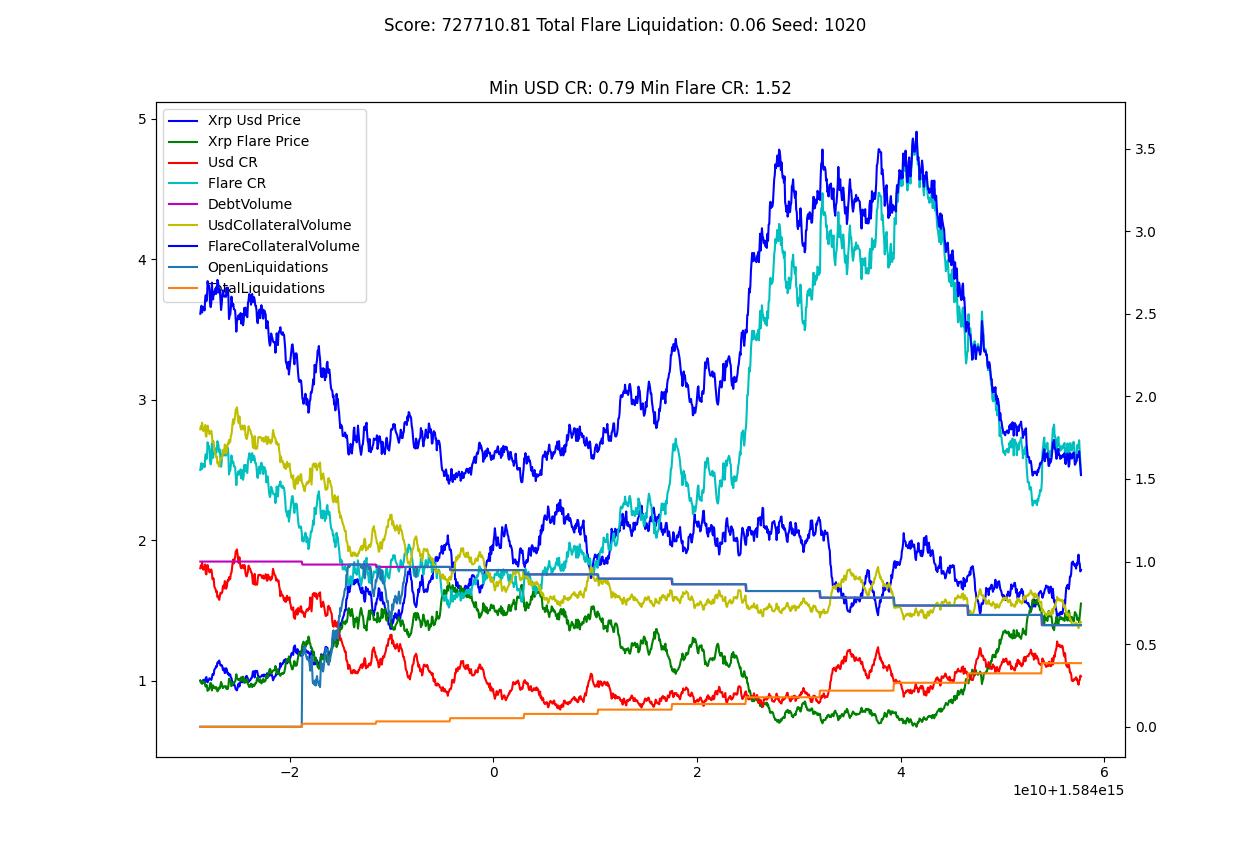 Score: 727710.81 Total Flare Liquidation: 0.06 Seed: 1020
Min USD CR: 0.79 Min Flare CR: 1.52
Xrp Usd Price
Xrp Flare Price
Usd CR
Flare CR
DebtVolume
UsdCollateralVolume
FlareCollateralVolume
OpenLiquidations
TotalLiquidations
5
4
3
2
1
3.5
3.0
2.5
2.0
1.5
1.0
0.5
0.0
−2
0
2
4
6
1e10+1.584e15